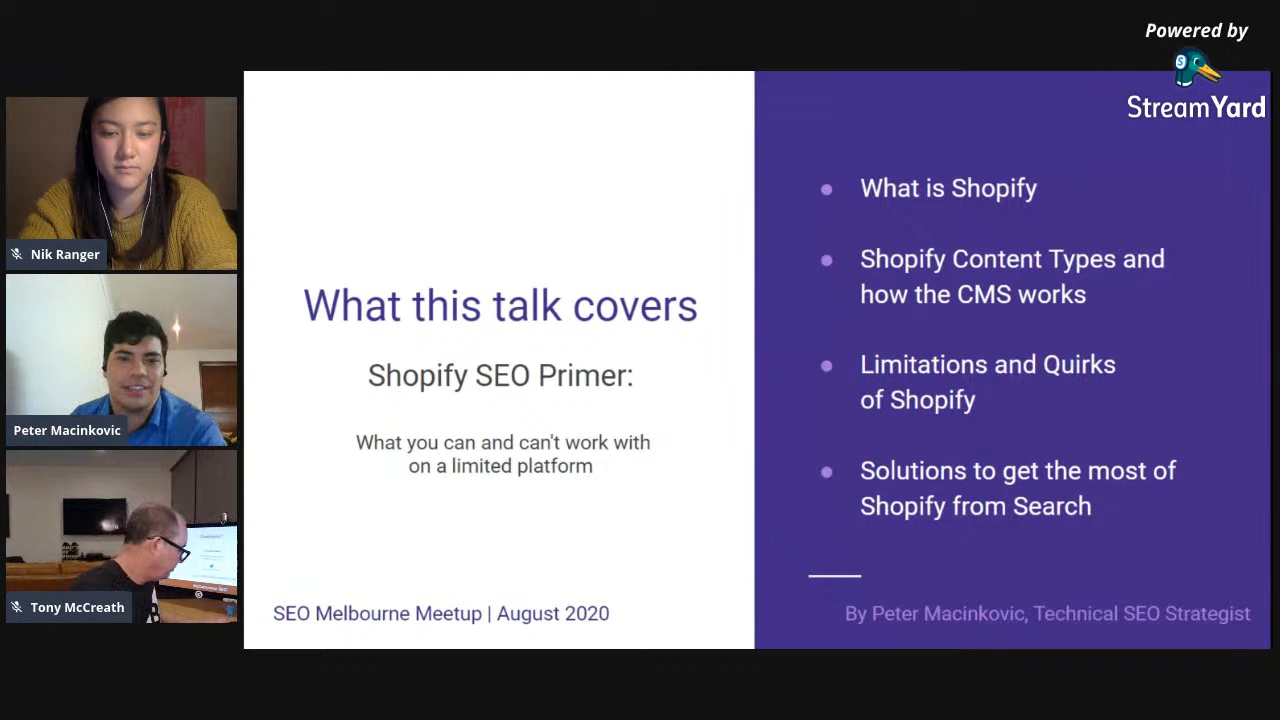 Powered by
StreamYard
Nik Ranger
Peter Macinkovic
Tony McCreath
What this talk covers
Shopify SEO Primer:
What you can and can't work with
on a limited platform
SEO Melbourne Meetup | August 2020
What is Shopify
Shopify Content Types and
how the CMS works
Limitations and Quirks
of Shopify
Solutions to get the most of
Shopify from Search
By Peter Macinkovic, Technical SEO Strategist